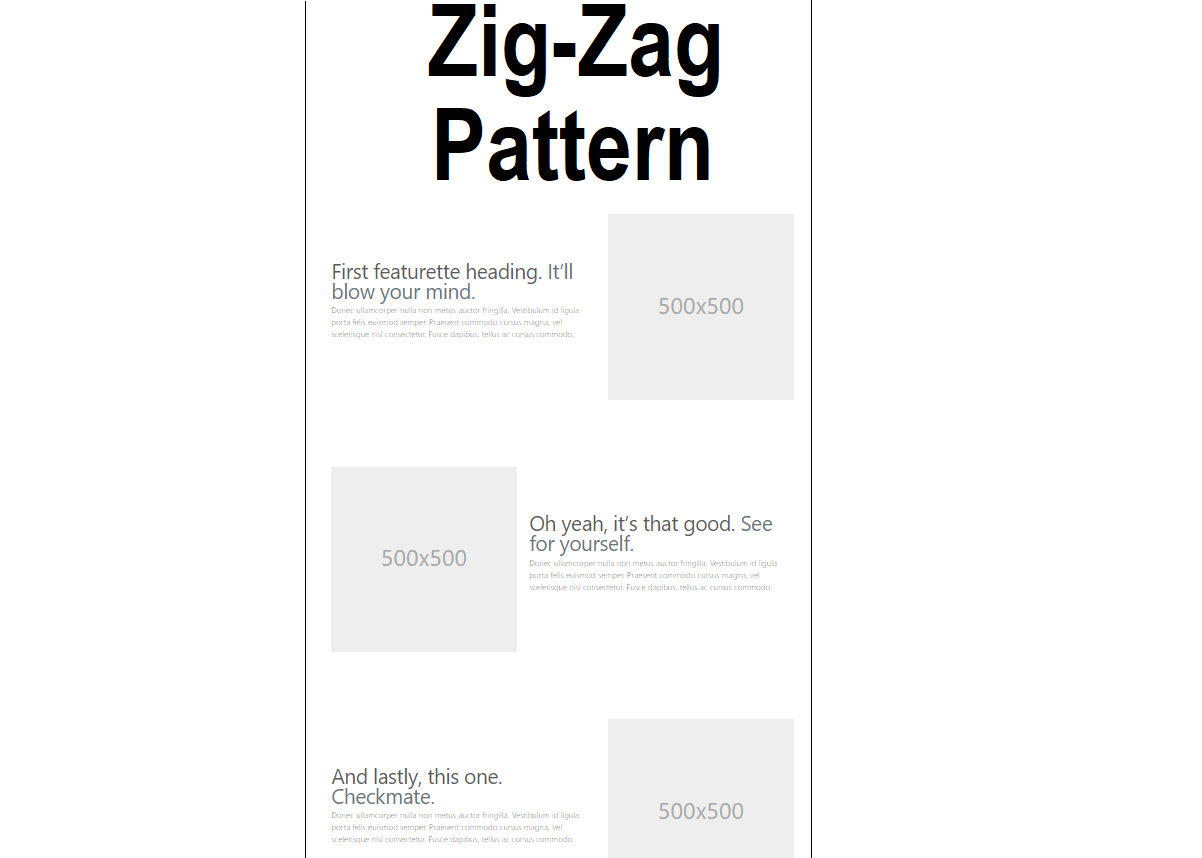 Zig-Zag
Pattern
First featurette heading. It’ll
blow your mind.
Donec ullamcorper nulla non metus auctor fringilla. Vestibulum id ligula
porta felis euismod semper. Praesent commodo cursus magna, vel
scelerisque nisl consectetur. Fusce dapibus, tellus ac cursus commodo.
500x500
500x500
Oh yeah, it’s that good. See
for yourself.
Donec ullamcorper nulla non metus auctor fringilla. Vestibulum id ligula
porta felis euismod semper. Praesent commodo cursus magna, vel
scelerisque nisl consectetur. Fusce dapibus, tellus ac cursus commodo.
And lastly, this one.
Checkmate.
Donec ullamcorper nulla non metus auctor fringilla. Vestibulum id ligula
porta felis euismod semper. Praesent commodo cursus magna, vel
scelerisque nisl consectetur. Fusce dapibus, tellus ac cursus commodo.
500x500